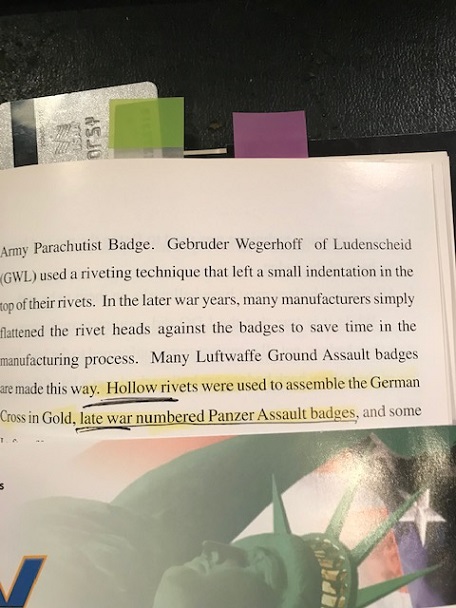 Army Parachutist Badge. Gebruder Wegerhoff of Ludenscheid
(GWL) used a riveting technique that left a small indentation in the
top of their rivets. In the later war years, many manufacturers simply
flattened the rivet heads against the badges to save time in the
manufacturing process. Many Luftwaffe Ground Assault badges
are made this way. Hollow rivets were used to assemble the German
Cross in Gold, late war numbered Panzer Assault badges, and some
s